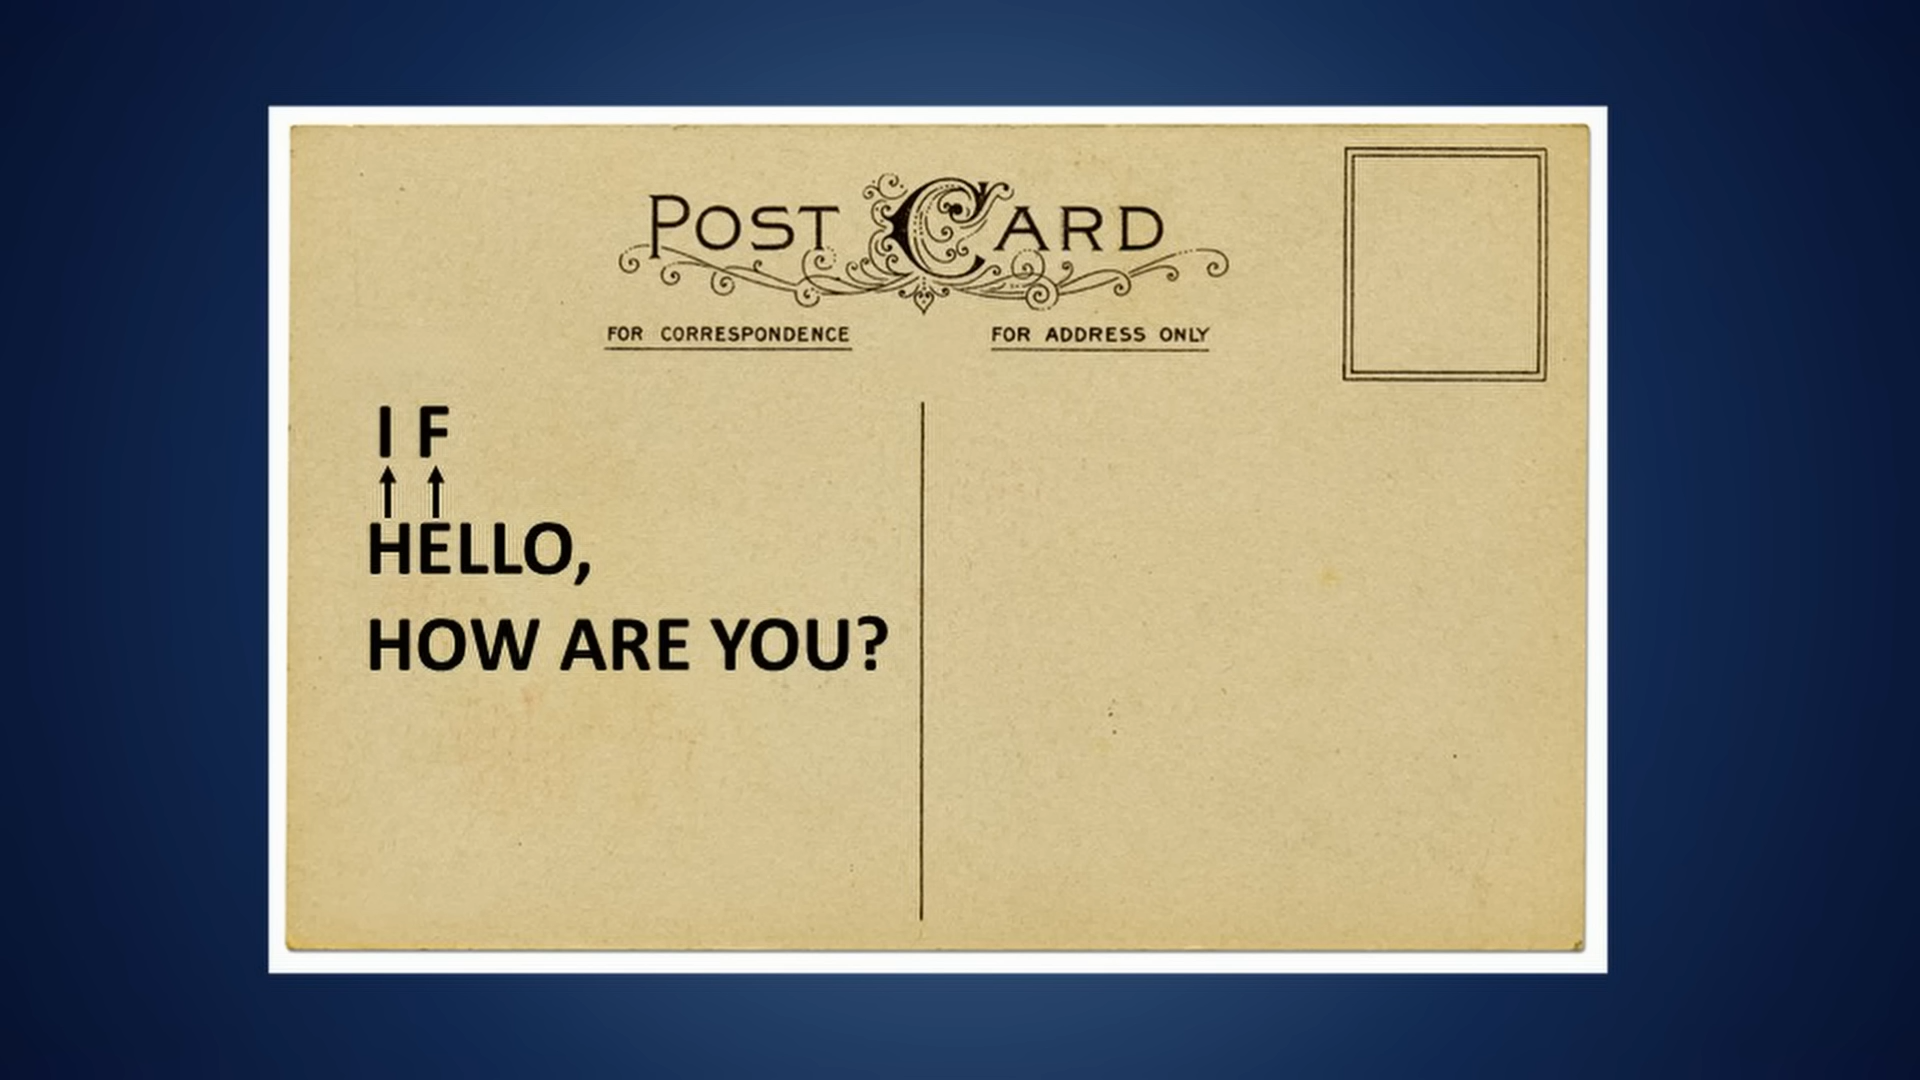 POST CARD
FOR CORRESPONDENCE
FOR ADDRESS ONLY
I F
HELLO,
HOW ARE YOU?